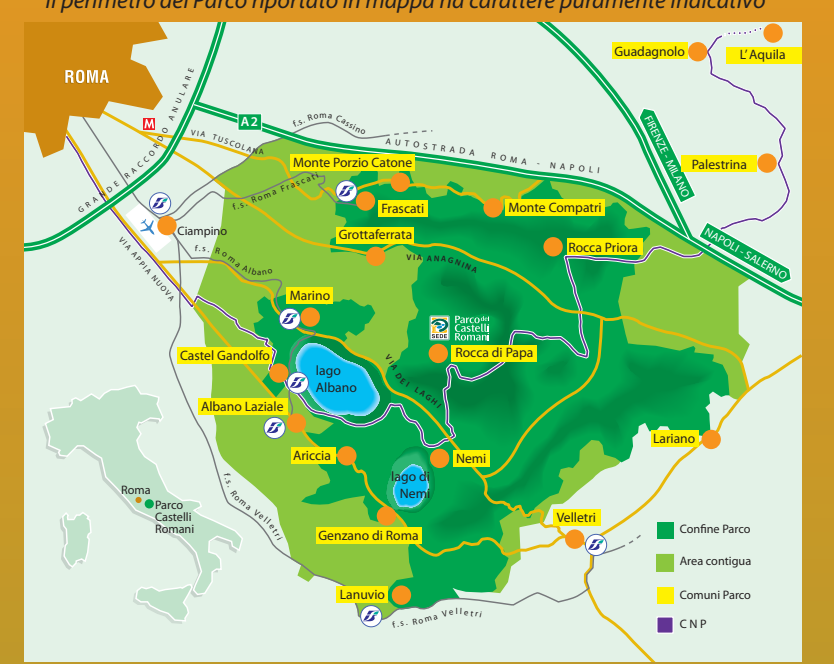 Il perimetro del Parco riportato in mappa ha carattere puramente indicativo
ROMA
Guadagnolo
L' Aquila
GRANDE RACCORDO ANULARE
M
A 2
f.s. Roma Cassino
VIA TUSCOLANA
AUTOSTRADA ROMA - NAPOLI
FIRENZE - MILANO
Monte Porzio Catone
Palestrina
f.s. Roma Frascati
Frascati
Monte Compatri
Ciampino
Grottaferrata
NAPOLI - SALERNO
VIA APPIA NUOVA
f.s. Roma Albano
VIA ANAGNINA
Rocca Priora
Marino
SEDE
Parco dei
Castelli
Romani
Castel Gandolfo
lago
Albano
VIA DEI LAGHI
Rocca di Papa
Albano Laziale
Ariccia
Nemi
Lariano
lago di
Nemi
Roma
Parco
Castelli
Romani
f.s. Roma Velletri
Genzano di Roma
Velletri
Confine Parco
Area contigua
Lanuvio
Comuni Parco
f.s. Roma Velletri
C N P